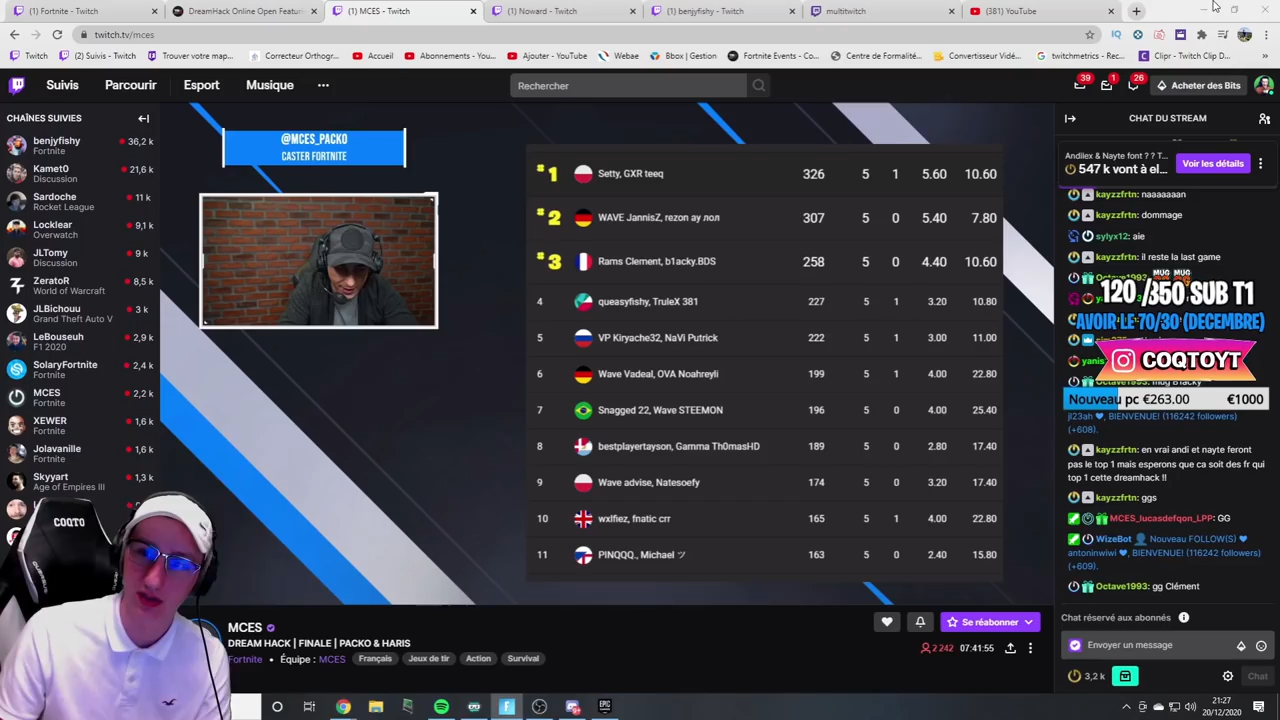 (1) Fortnite - Twitch
DreamHack Online Open Featuri
(1) MCES - Twitch
(1) Noward - Twitch
(1) benjyfishy - Twitch
multitwitch
(381) YouTube
twitch.tv/mces
Twitch
Twitch
Trouver votre map...
Correcteur Orthogr...
Accueil
Abonnements - You...
Ajouter - YouTube
Webae
Bbox | Gestion
Fortnite Events - Co...
Centre de Formalité...
Convertisseur Vidéo...
twitchmetrics - Rec...
Clipr - Twitch Clip D...
Suivis
Parcourir
Esport
Musique
Rechercher
39
1
26
Acheter des Bits
CHAÎNES SUIVIES
benjyfishy
Fortnite
36,2 k
Kamet0
Discussion
21,6 k
Sardoche
Rocket League
11 k
Locklear
Overwatch
9,1 k
JLTomy
Discussion
9 k
ZeratoR
World of Warcraft
8,5 k
JLBichouu
Grand Theft Auto V
3 k
LeBouseuh
F1 2020
2,9 k
SolaryFortnite
Fortnite
2,4 k
MCES
Fortnite
2,2 k
XEWER
Fortnite
1,6 k
Jolavanille
Fortnite
1,6 k
Skyyart
Age of Empires III
1,3 k
COQTO
@MCES_PACKO
CASTER FORTNITE
#1 Setty, GXR teeq 326 5 1 5.60 10.60
#2 WAVE JannisZ, rezon ay лол 307 5 0 5.40 7.80
#3 Rams Clement, b1acky.BDS 258 5 0 4.40 10.60
4 queasyfishy, TruleX 381 227 5 1 3.20 10.80
5 VP Kiryache32, NaVi Putrick 222 5 1 3.00 11.00
6 Wave Vadeal, OVA Noahreyli 199 5 1 4.00 22.80
7 Snagged 22, Wave STEEMON 196 5 0 4.00 25.40
8 bestplayertayson, Gamma Th0masHD 189 5 0 2.80 17.40
9 Wave advise, Natesoefy 174 5 0 3.20 17.40
10 wxlfiez, fnatic crr 165 5 1 4.00 22.80
11 PINQQQ., Michael ツ 163 5 0 2.40 15.80
MCES
DREAM HACK | FINALE | PACKO & HARIS
Fortnite • Équipe : MCES
Français
Jeux de tir
Action
Survival
Se réabonner
2 242
07:41:55
CHAT DU STREAM
Andilex & Nayte font ? ? T...
547 k vont à el...
Voir les détails
kayzzfrtn: naaaaaaan
kayzzfrtn: dommage
sylyx12: aie
kayzzfrtn: il reste la last game
Octave1993:
120 /350 SUB T1
AVOIR LE 70/30 (DECEMBRE)
yanis
COQTOYT
Octave1993: mug B1acky
Nouveau pc €263.00 €1000
jl23ah ♥, BIENVENUE! (116242 followers)
(+608).
kayzzfrtn: en vrai andi et nayte feront
pas le top 1 mais esperons que ca soit des fr qui
top 1 cette dreamhack !!
kayzzfrtn: ggs
MCES_lucasdefqon_LPP: GG
WizeBot Nouveau FOLLOW(S) ♥
antoninwiwi ♥, BIENVENUE! (116242 followers)
(+609).
Octave1993: gg Clément
Chat réservé aux abonnés
Envoyer un message
3,2 k
Chat
21:27
20/12/2020